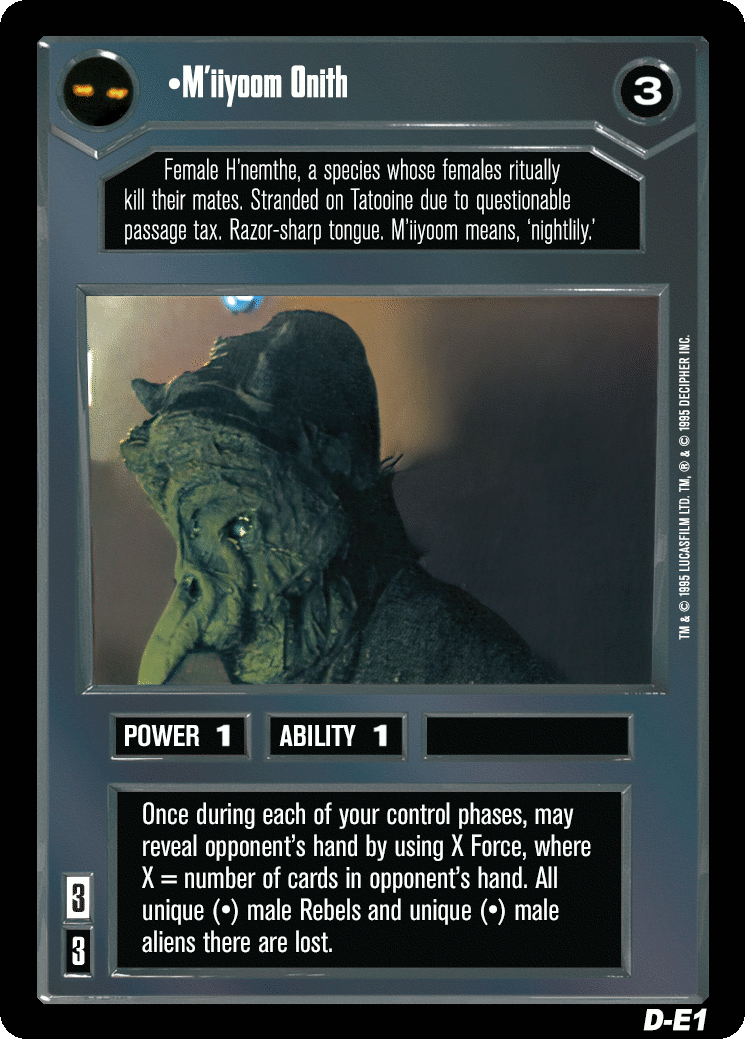 •M'iiyoom Onith
3
Female H'nemthe, a species whose females ritually
kill their mates. Stranded on Tatooine due to questionable
passage tax. Razor-sharp tongue. M'iiyoom means, ‘nightlily.’
TM & © 1995 LUCASFILM LTD. TM, ® & © 1995 DECIPHER INC.
POWER 1
ABILITY 1
Once during each of your control phases, may
reveal opponent's hand by using X Force, where
X = number of cards in opponent's hand. All
unique (•) male Rebels and unique (•) male
aliens there are lost.
3
3
D-E1